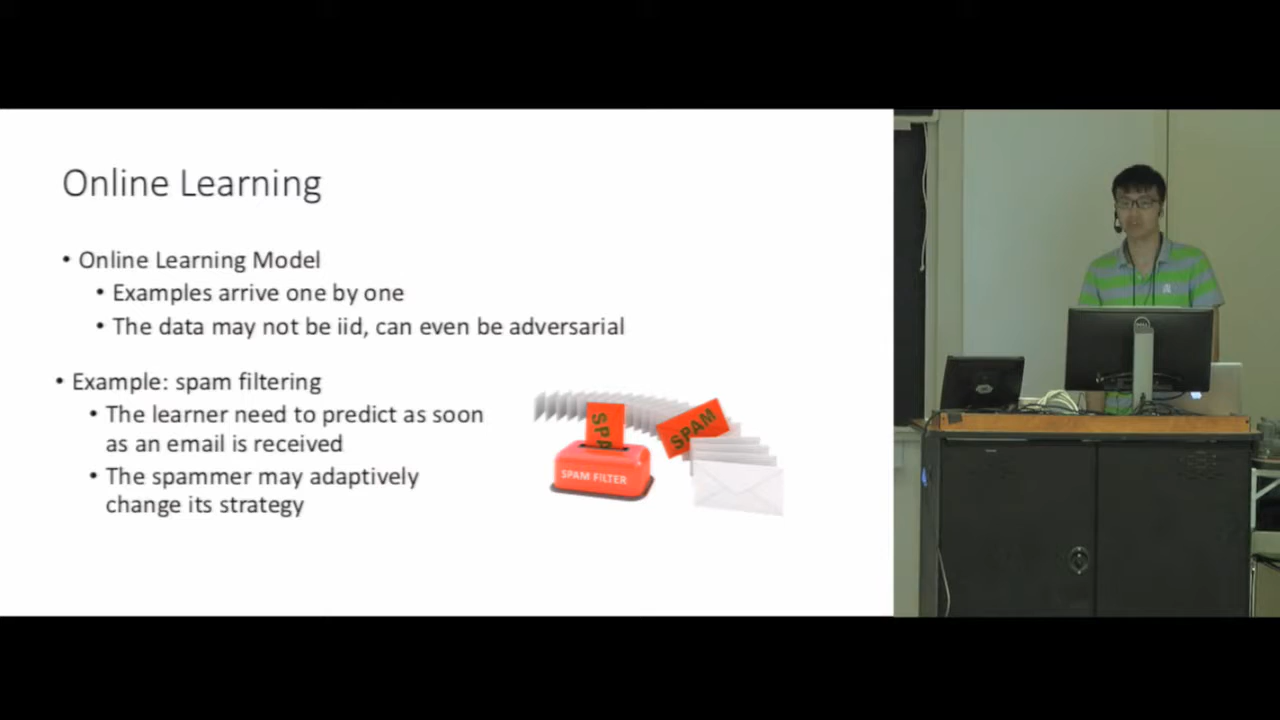 Online Learning
• Online Learning Model
• Examples arrive one by one
• The data may not be iid, can even be adversarial
• Example: spam filtering
• The learner need to predict as soon
as an email is received
• The spammer may adaptively
change its strategy
SPA
SPAM
SPAM FILTER
DELL